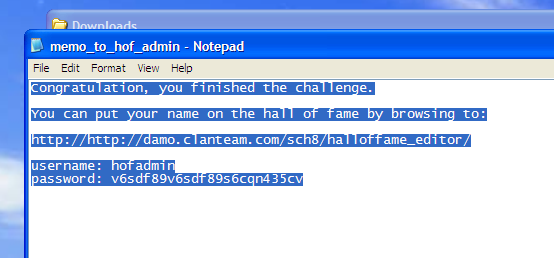 Downloads
memo_to_hof_admin - Notepad
File Edit Format View Help
Congratulation, you finished the challenge.
You can put your name on the hall of fame by browsing to:
http://http://damo.clanteam.com/sch8/halloffame_editor/
username: hofadmin
password: v6sdf89v6sdf89s6cqn435cv